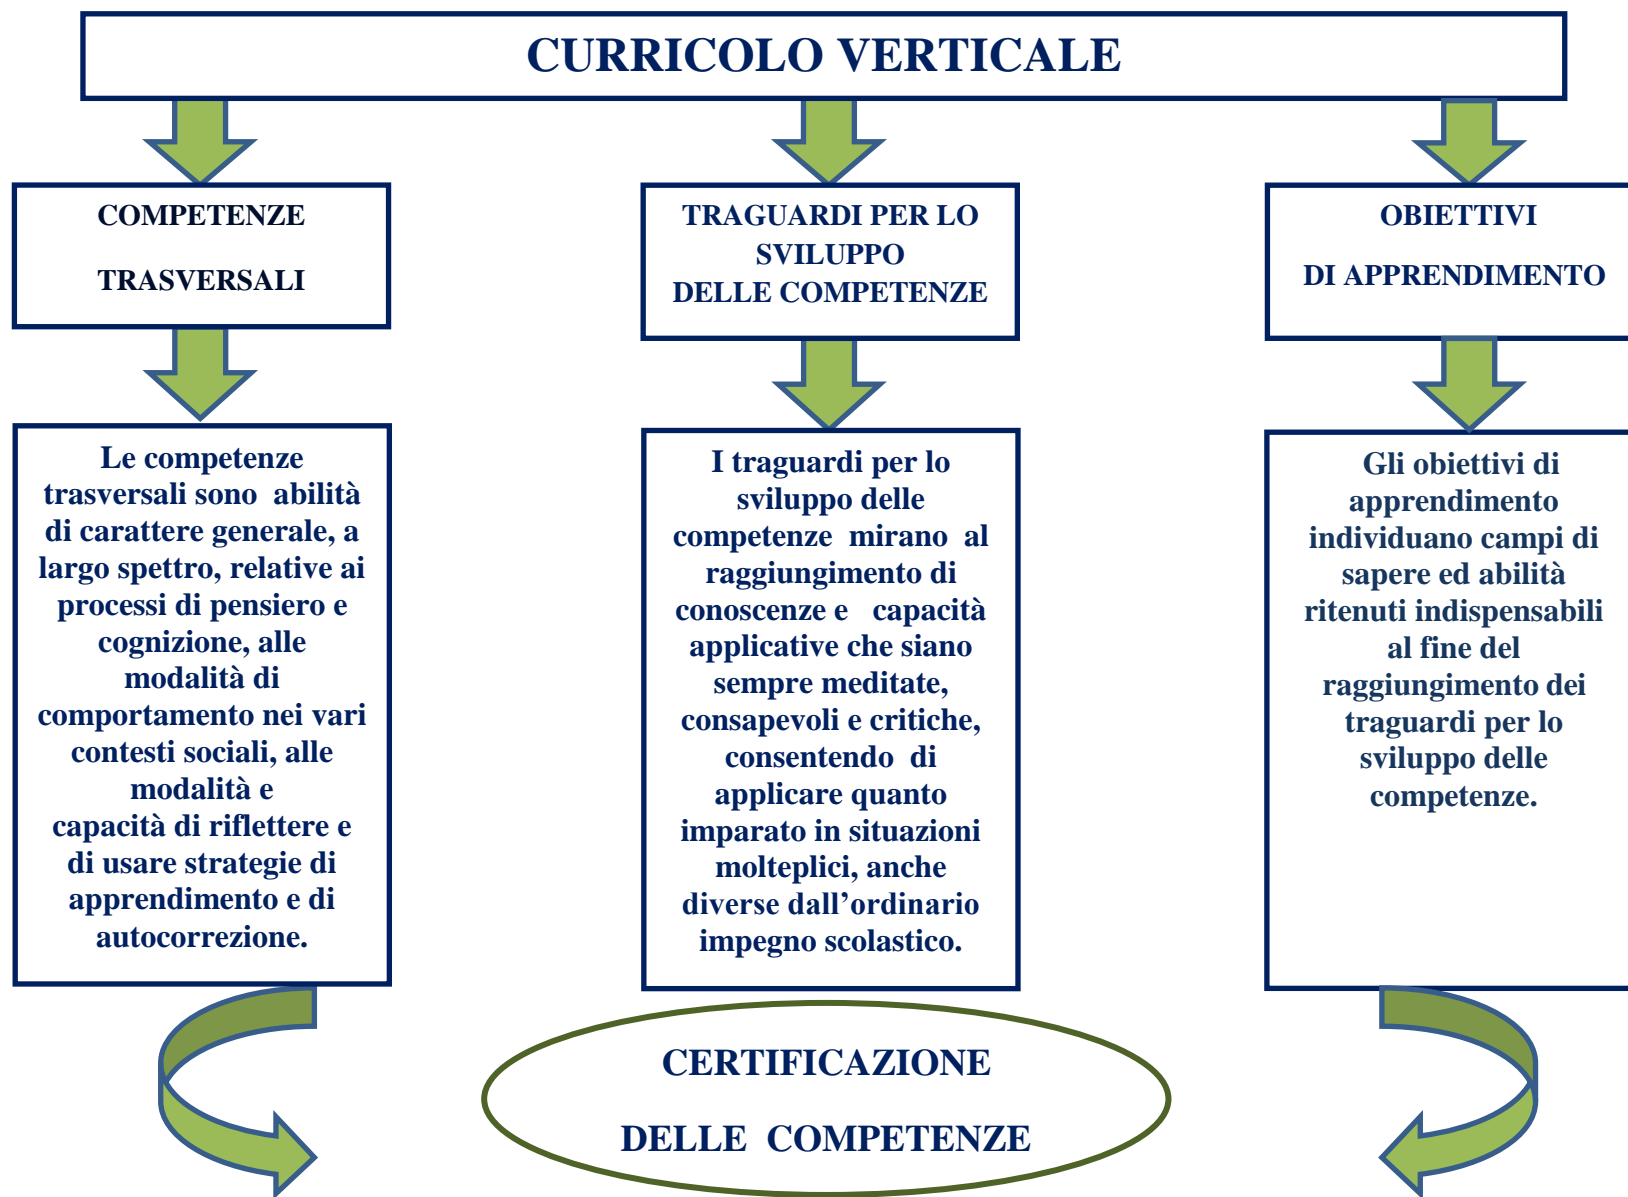 CURRICOLO VERTICALE
COMPETENZE
TRASVERSALI
TRAGUARDI PER LO
SVILUPPO
DELLE COMPETENZE
OBIETTIVI
DI APPRENDIMENTO
Le competenze
trasversali sono abilità
di carattere generale, a
largo spettro, relative ai
processi di pensiero e
cognizione, alle
modalità di
comportamento nei vari
contesti sociali, alle
modalità e
capacità di riflettere e
di usare strategie di
apprendimento e di
autocorrezione.
I traguardi per lo
sviluppo delle
competenze mirano al
raggiungimento di
conoscenze e capacità
applicative che siano
sempre meditate,
consapevoli e critiche,
consentendo di
applicare quanto
imparato in situazioni
molteplici, anche
diverse dall’ordinario
impegno scolastico.
Gli obiettivi di
apprendimento
individuano campi di
sapere ed abilità
ritenuti indispensabili
al fine del
raggiungimento dei
traguardi per lo
sviluppo delle
competenze.
CERTIFICAZIONE
DELLE COMPETENZE